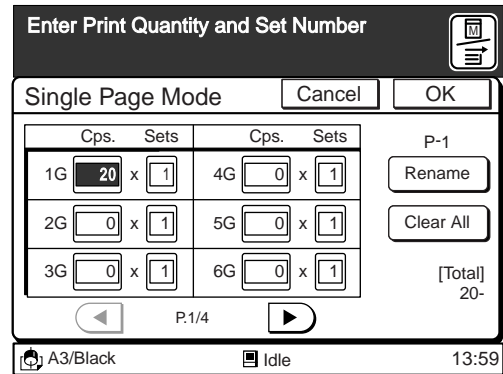 Enter Print Quantity and Set Number
M
Single Page Mode Cancel OK
Cps. Sets Cps. Sets P-1
1G 20 x 1 4G 0 x 1 Rename
2G 0 x 1 5G 0 x 1 Clear All
3G 0 x 1 6G 0 x 1 [Total]
20-
P.1/4
A3/Black Idle 13:59